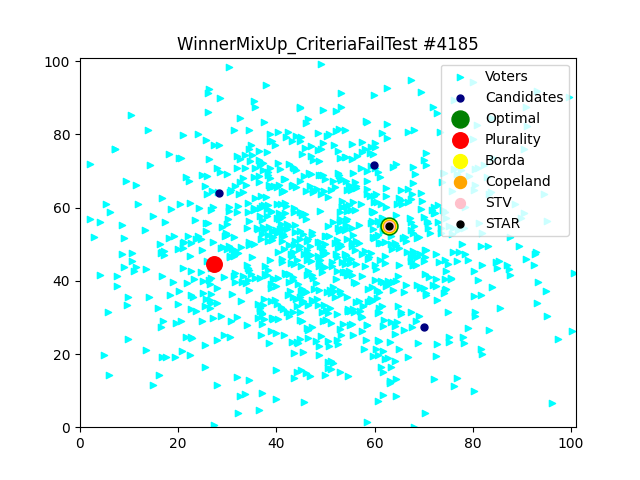 WinnerMixUp_CriteriaFailTest #4185
100
80
60
40
20
0
0 20 40 60 80 100
Voters
Candidates
Optimal
Plurality
Borda
Copeland
STV
STAR